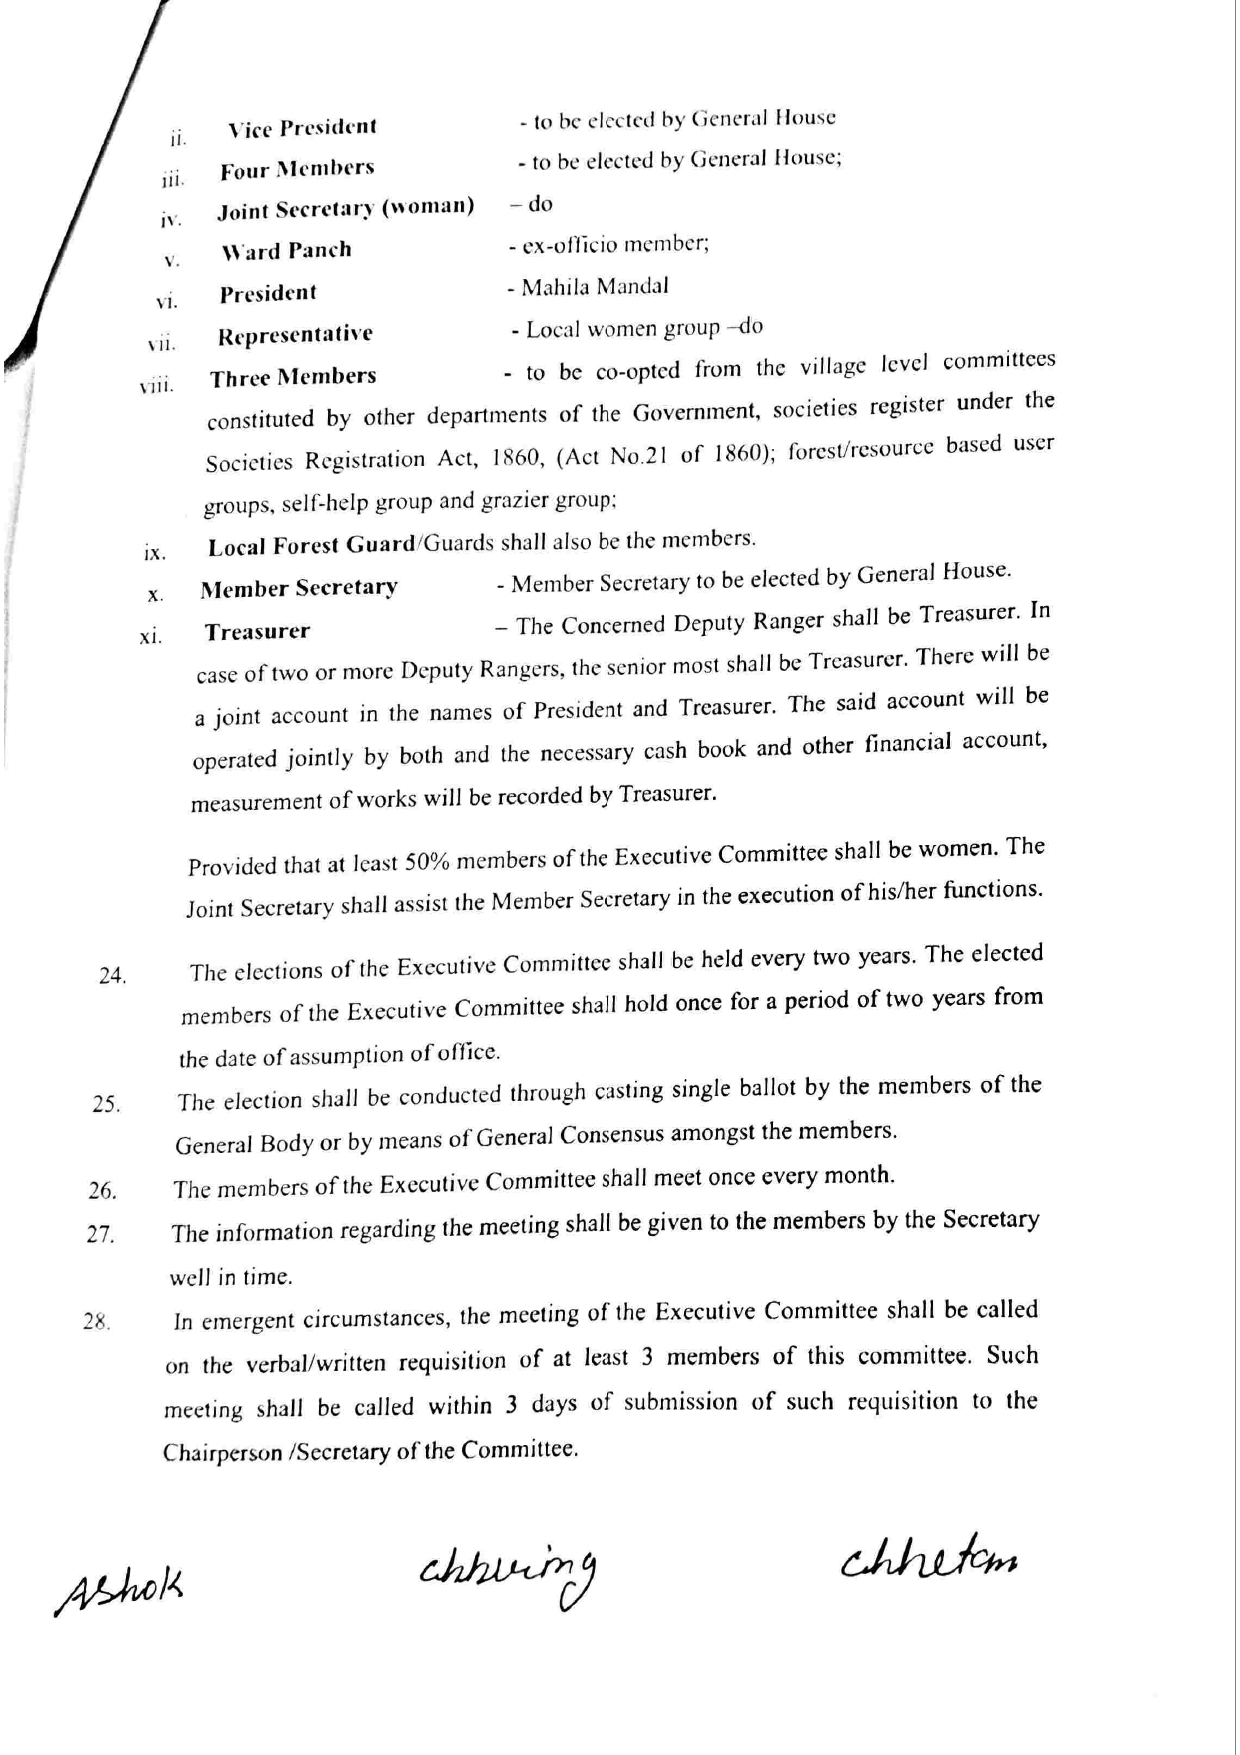 ii. Vice President - to be elected by General House
iii. Four Members - to be elected by General House;
iv. Joint Secretary (woman) – do
v. Ward Panch - ex-officio member;
vi. President - Mahila Mandal
vii. Representative - Local women group –do
viii. Three Members - to be co-opted from the village level committees
constituted by other departments of the Government, societies register under the
Societies Registration Act, 1860, (Act No.21 of 1860); forest/resource based user
groups, self-help group and grazier group;
ix. Local Forest Guard/Guards shall also be the members.
x. Member Secretary - Member Secretary to be elected by General House.
xi. Treasurer – The Concerned Deputy Ranger shall be Treasurer. In
case of two or more Deputy Rangers, the senior most shall be Treasurer. There will be
a joint account in the names of President and Treasurer. The said account will be
operated jointly by both and the necessary cash book and other financial account,
measurement of works will be recorded by Treasurer.
Provided that at least 50% members of the Executive Committee shall be women. The
Joint Secretary shall assist the Member Secretary in the execution of his/her functions.
24. The elections of the Executive Committee shall be held every two years. The elected
members of the Executive Committee shall hold once for a period of two years from
the date of assumption of office.
25. The election shall be conducted through casting single ballot by the members of the
General Body or by means of General Consensus amongst the members.
26. The members of the Executive Committee shall meet once every month.
27. The information regarding the meeting shall be given to the members by the Secretary
well in time.
28. In emergent circumstances, the meeting of the Executive Committee shall be called
on the verbal/written requisition of at least 3 members of this committee. Such
meeting shall be called within 3 days of submission of such requisition to the
Chairperson /Secretary of the Committee.
Ashok